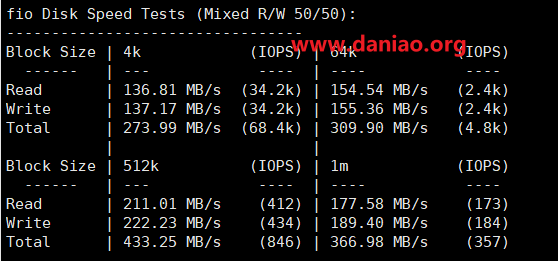 fio Disk Speed Tests (Mixed R/W 50/50):
---------------------------------
www.daniao.org
Block Size | 4k            (IOPS) | 64k           (IOPS)
  ------   | ---            ----  | ----           ----
Read       | 136.81 MB/s  (34.2k) | 154.54 MB/s   (2.4k)
Write      | 137.17 MB/s  (34.2k) | 155.36 MB/s   (2.4k)
Total      | 273.99 MB/s  (68.4k) | 309.90 MB/s   (4.8k)
           |                      |
Block Size | 512k          (IOPS) | 1m            (IOPS)
  ------   | ---            ----  | ----           ----
Read       | 211.01 MB/s    (412) | 177.58 MB/s    (173)
Write      | 222.23 MB/s    (434) | 189.40 MB/s    (184)
Total      | 433.25 MB/s    (846) | 366.98 MB/s    (357)